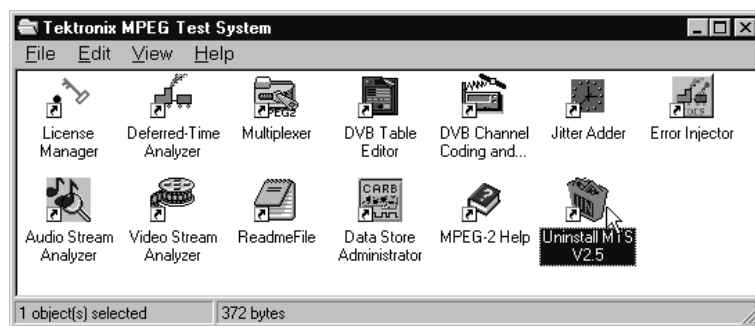 Tektronix MPEG Test System
File Edit View Help
License Manager
Deferred-Time Analyzer
MPEG2
Multiplexer
DVB Table Editor
DVB Channel Coding and...
Jitter Adder
Error Injector
Audio Stream Analyzer
Video Stream Analyzer
ReadmeFile
CARB
Data Store Administrator
MPEG-2 Help
Uninstall MTS V2.5
1 object(s) selected
372 bytes